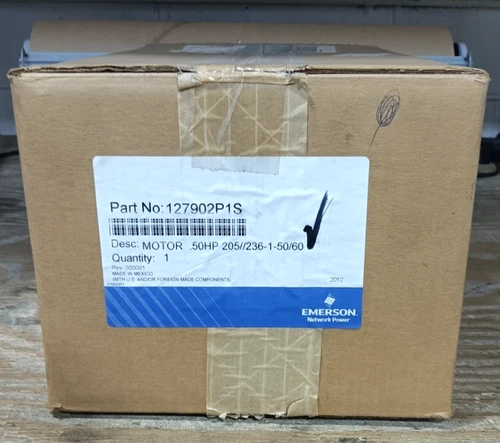 Part No:127902P1S
Desc: MOTOR .50HP 205//236-1-50/60
Quantity: 1
Rev: 000001
MADE IN MEXICO
WITH U.S. AND/OR FOREIGN MADE COMPONENTS
2012
EMERSON
Network Power